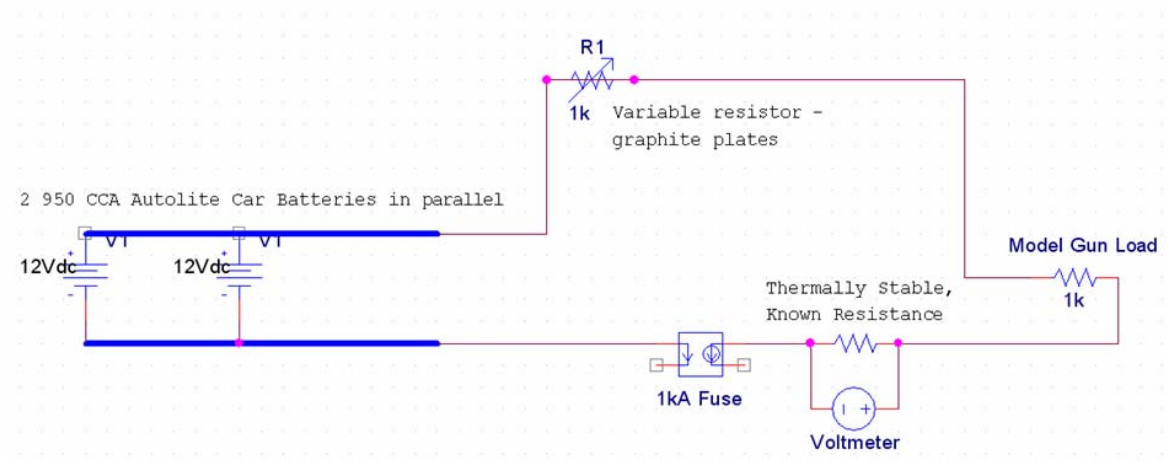 R1
1k
Variable resistor -
graphite plates
2 950 CCA Autolite Car Batteries in parallel
V1
V1
12Vdc
12Vdc
Model Gun Load
1k
Thermally Stable,
Known Resistance
1kA Fuse
Voltmeter